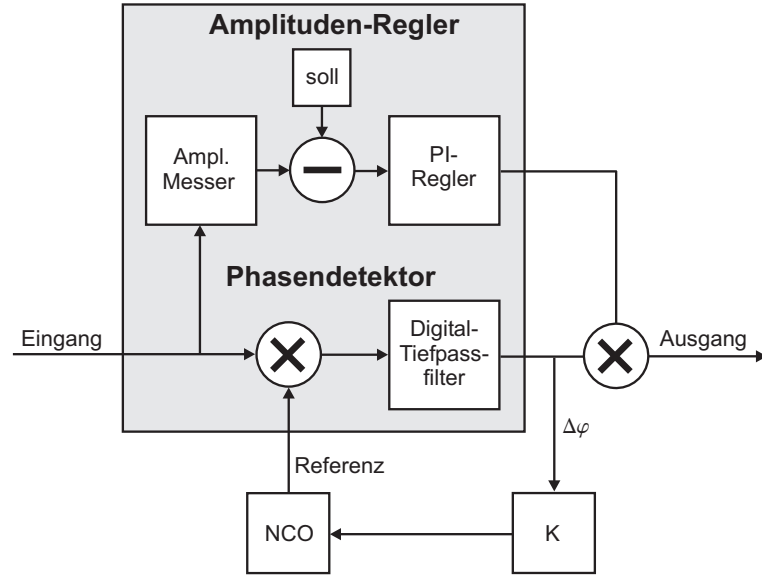 Amplituden-Regler
soll
Ampl.
Messer
PI-
Regler
Phasendetektor
Eingang
Digital-
Tiefpass-
filter
Ausgang
Δφ
Referenz
NCO
K